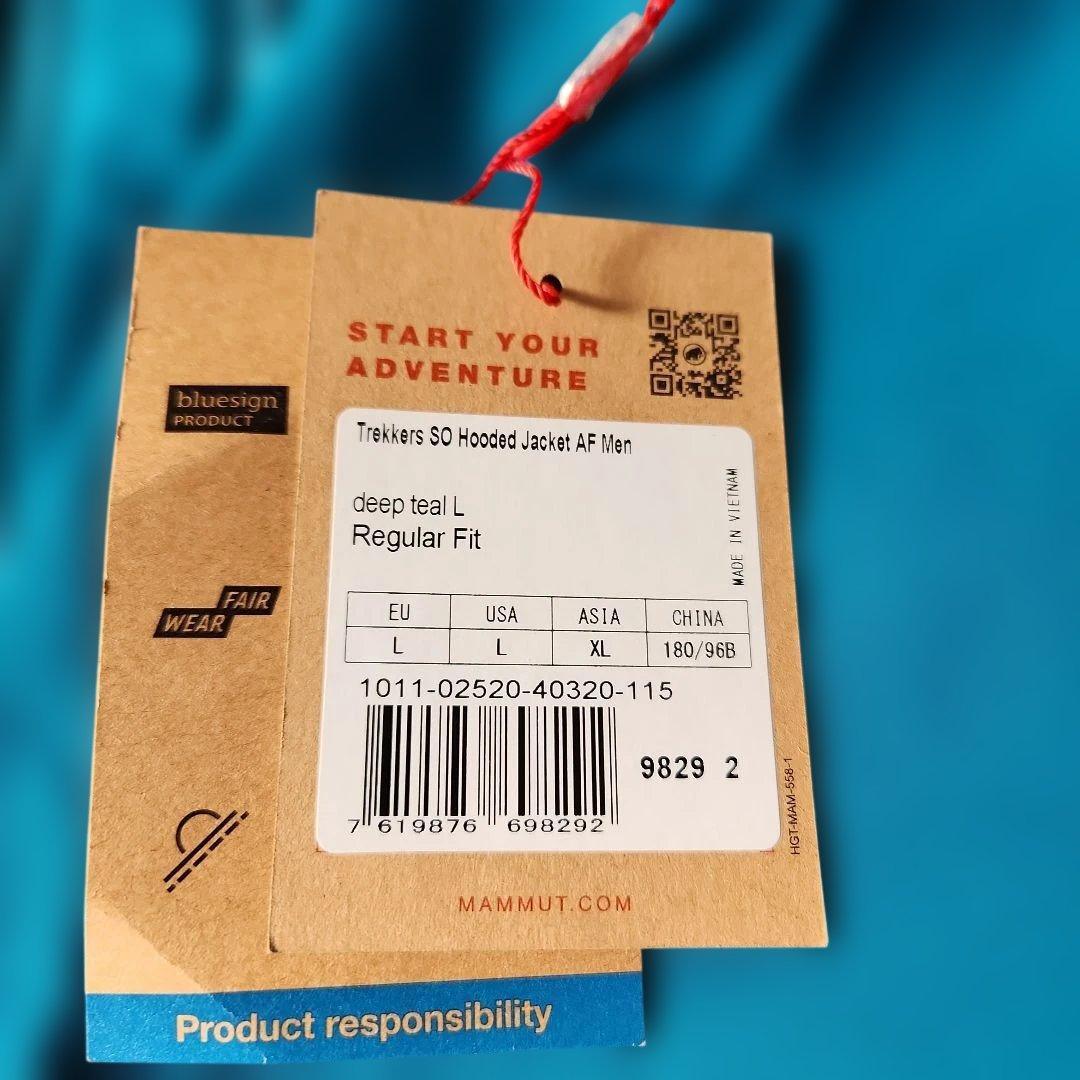 START YOUR
ADVENTURE
Trekkers SO Hooded Jacket AF Men
deep teal L
Regular Fit
MADE IN VIETNAM
EU USA ASIA CHINA
L L XL 180/96B
1011-02520-40320-115
9829 2
7 619876 698292
HGT-MAM-558-1
MAMMUT.COM
bluesign
PRODUCT
FAIR
WEAR
Product responsibility